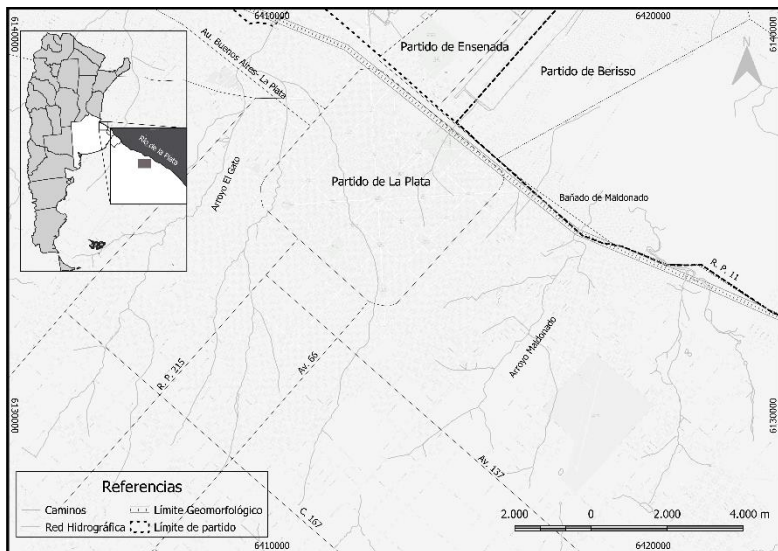 6410000
6420000
6140000
6140000
Partido de Ensenada
Partido de Berisso
N
Au. Buenos Aires- La Plata
Río de la Plata
Partido de La Plata
Arroyo El Gato
Bañado de Maldonado
R. P. 11
Arroyo Maldonado
R. P. 215
Av. 66
6130000
6130000
Av. 137
C. 167
Referencias
Caminos
Límite Geomorfológico
Red Hidrográfica
Límite de partido
2.000 0 2.000 4.000 m
6410000
6420000